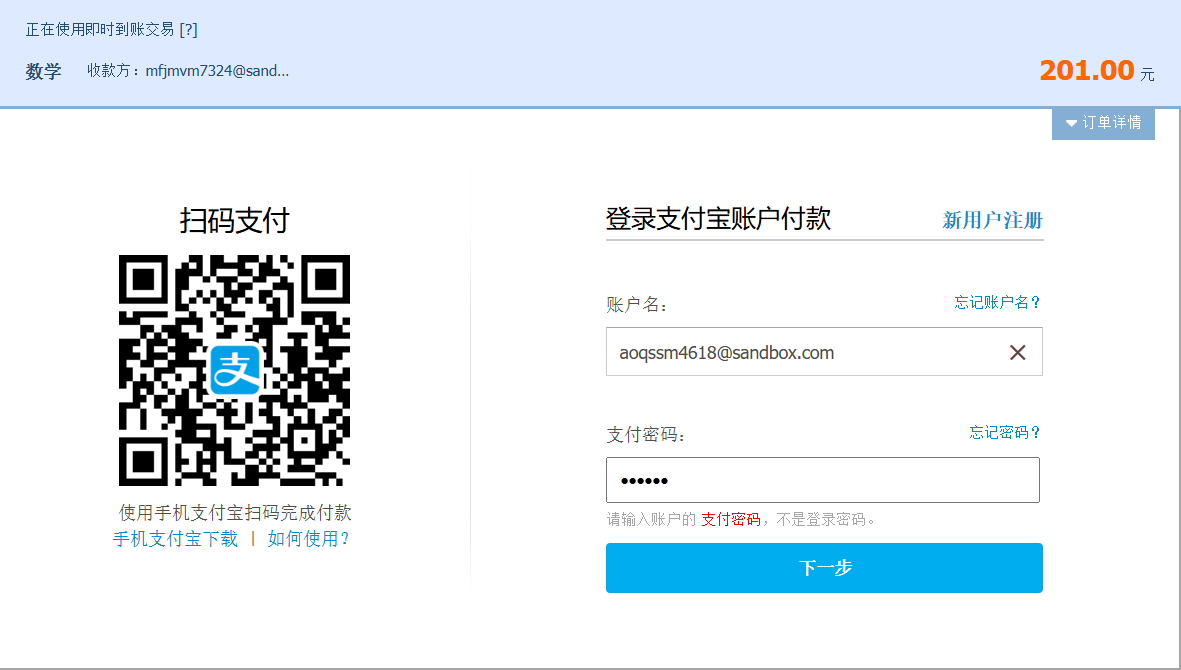 正在使用即时到账交易 [?]
数学 收款方：mfjmvm7324@sand... 201.00 元
订单详情
扫码支付
支
使用手机支付宝扫码完成付款
手机支付宝下载 | 如何使用?
登录支付宝账户付款 新用户注册
账户名： 忘记账户名?
aoqssm4618@sandbox.com
支付密码： 忘记密码?
••••••
请输入账户的 支付密码，不是登录密码。
下一步